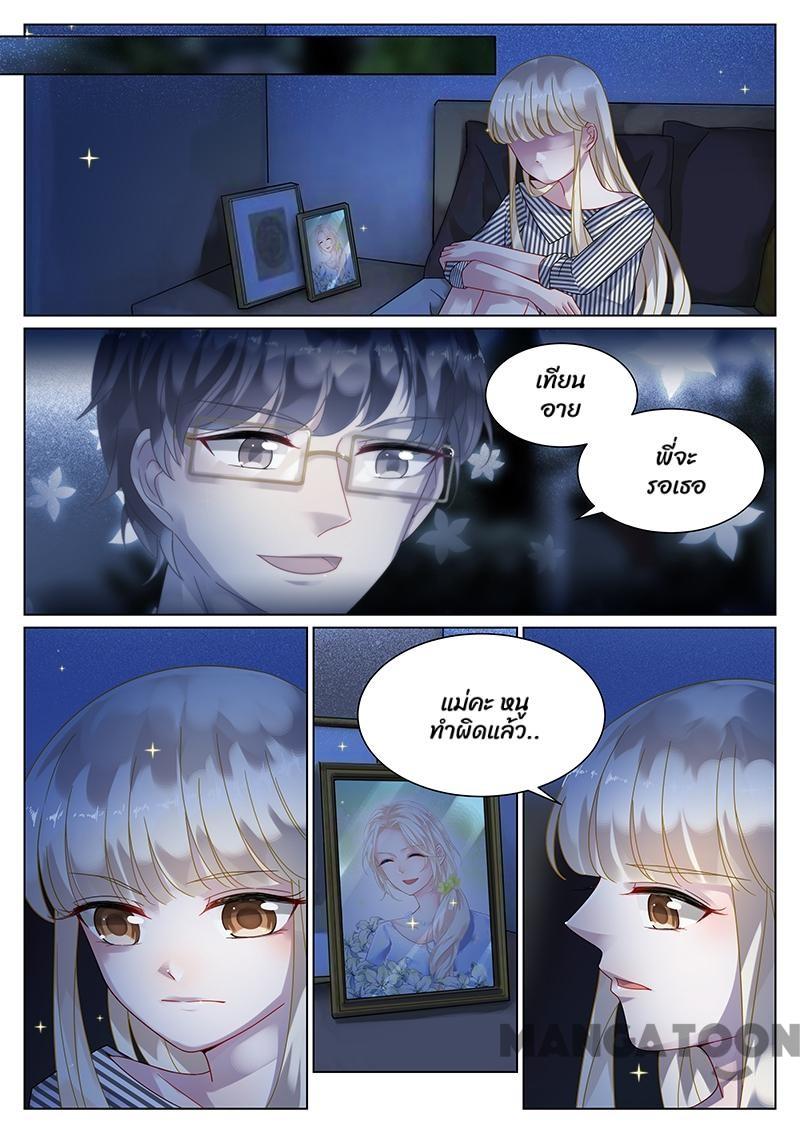 เทียน
อาย
พี่จะ
รอเธอ
แม่คะ หนู
ทำผิดแล้ว..
MANGATOON